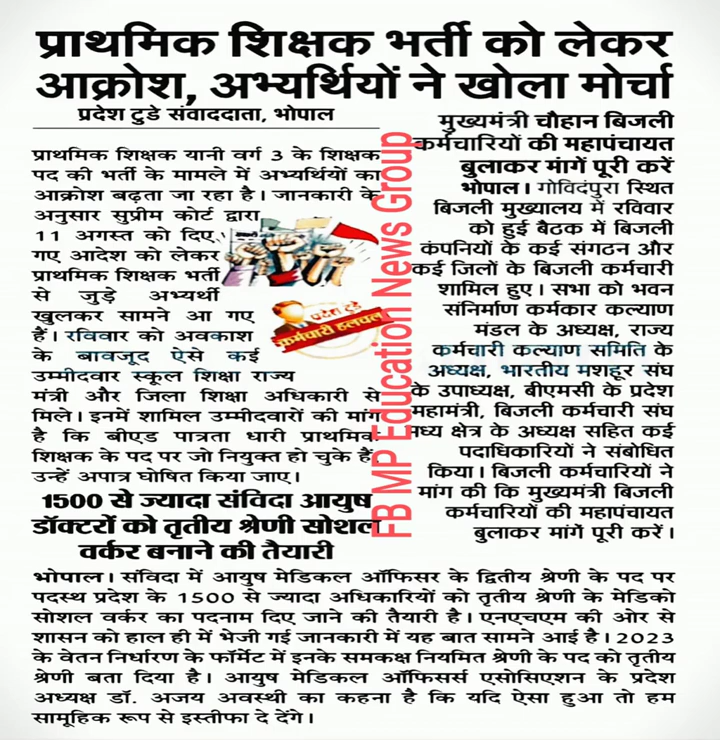 प्राथमिक शिक्षक भर्ती को लेकर
आक्रोश, अभ्यर्थियों ने खोला मोर्चा
प्रदेश टुडे संवाददाता, भोपाल
प्राथमिक शिक्षक यानी वर्ग 3 के शिक्षक
पद की भर्ती के मामले में अभ्यर्थियों का
आक्रोश बढ़ता जा रहा है। जानकारी के
अनुसार सुप्रीम कोर्ट द्वारा
11 अगस्त को दिए
गए आदेश को लेकर
प्राथमिक शिक्षक भर्ती
से जुड़े अभ्यर्थी
खुलकर सामने आ गए
हैं। रविवार को अवकाश
के बावजूद ऐसे कई
उम्मीदवार स्कूल शिक्षा राज्य
मंत्री और जिला शिक्षा अधिकारी से
मिले। इनमें शामिल उम्मीदवारों की मांग
है कि बीएड पात्रता धारी प्राथमिक
शिक्षक के पद पर जो नियुक्त हो चुके हैं
उन्हें अपात्र घोषित किया जाए।
प्रदेश टुडे
कर्मचारी हलचल
1500 से ज्यादा संविदा आयुष
डॉक्टरों को तृतीय श्रेणी सोशल
वर्कर बनाने की तैयारी
भोपाल। संविदा में आयुष मेडिकल ऑफिसर के द्वितीय श्रेणी के पद पर
पदस्थ प्रदेश के 1500 से ज्यादा अधिकारियों को तृतीय श्रेणी के मेडिको
सोशल वर्कर का पदनाम दिए जाने की तैयारी है। एनएचएम की ओर से
शासन को हाल ही में भेजी गई जानकारी में यह बात सामने आई है। 2023
के वेतन निर्धारण के फॉर्मेट में इनके समकक्ष नियमित श्रेणी के पद को तृतीय
श्रेणी बता दिया है। आयुष मेडिकल ऑफिसर्स एसोसिएशन के प्रदेश
अध्यक्ष डॉ. अजय अवस्थी का कहना है कि यदि ऐसा हुआ तो हम
सामूहिक रूप से इस्तीफा दे देंगे।
मुख्यमंत्री चौहान बिजली
कर्मचारियों की महापंचायत
बुलाकर मांगें पूरी करें
भोपाल। गोविंदपुरा स्थित
बिजली मुख्यालय में रविवार
को हुई बैठक में बिजली
कंपनियों के कई संगठन और
कई जिलों के बिजली कर्मचारी
शामिल हुए। सभा को भवन
संनिर्माण कर्मकार कल्याण
मंडल के अध्यक्ष, राज्य
कर्मचारी कल्याण समिति के
अध्यक्ष, भारतीय मशहूर संघ
के उपाध्यक्ष, बीएमसी के प्रदेश
महामंत्री, बिजली कर्मचारी संघ
मध्य क्षेत्र के अध्यक्ष सहित कई
पदाधिकारियों ने संबोधित
किया। बिजली कर्मचारियों ने
मांग की कि मुख्यमंत्री बिजली
कर्मचारियों की महापंचायत
बुलाकर मांगें पूरी करें।
FB MP Education News Group